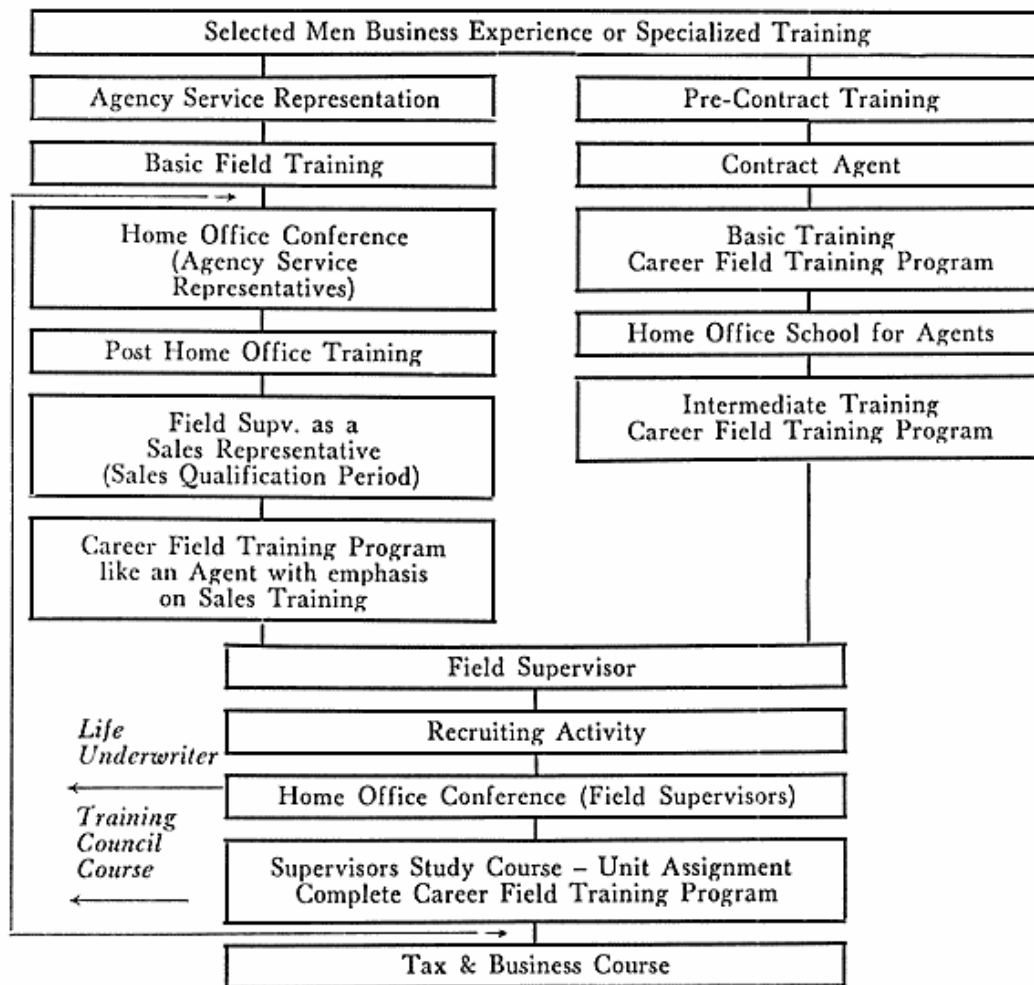 Selected Men Business Experience or Specialized Training
Agency Service Representation
Basic Field Training
Home Office Conference
(Agency Service
Representatives)
Post Home Office Training
Field Supv. as a
Sales Representative
(Sales Qualification Period)
Career Field Training Program
like an Agent with emphasis
on Sales Training
Pre-Contract Training
Contract Agent
Basic Training
Career Field Training Program
Home Office School for Agents
Intermediate Training
Career Field Training Program
Field Supervisor
Recruiting Activity
Life
Underwriter
Training
Council
Course
Home Office Conference (Field Supervisors)
Supervisors Study Course – Unit Assignment
Complete Career Field Training Program
Tax & Business Course